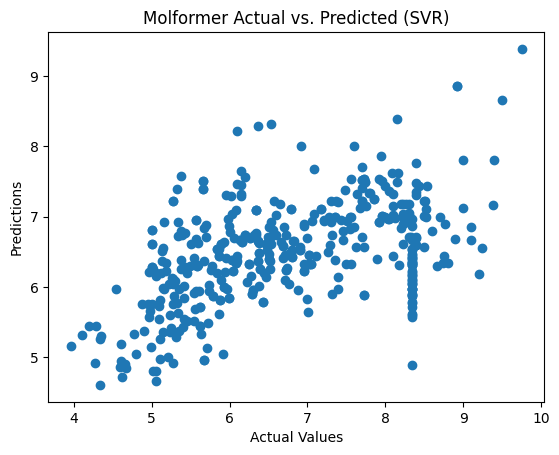 Molformer Actual vs. Predicted (SVR)
9
8
7
6
5
Predictions
4 5 6 7 8 9 10
Actual Values